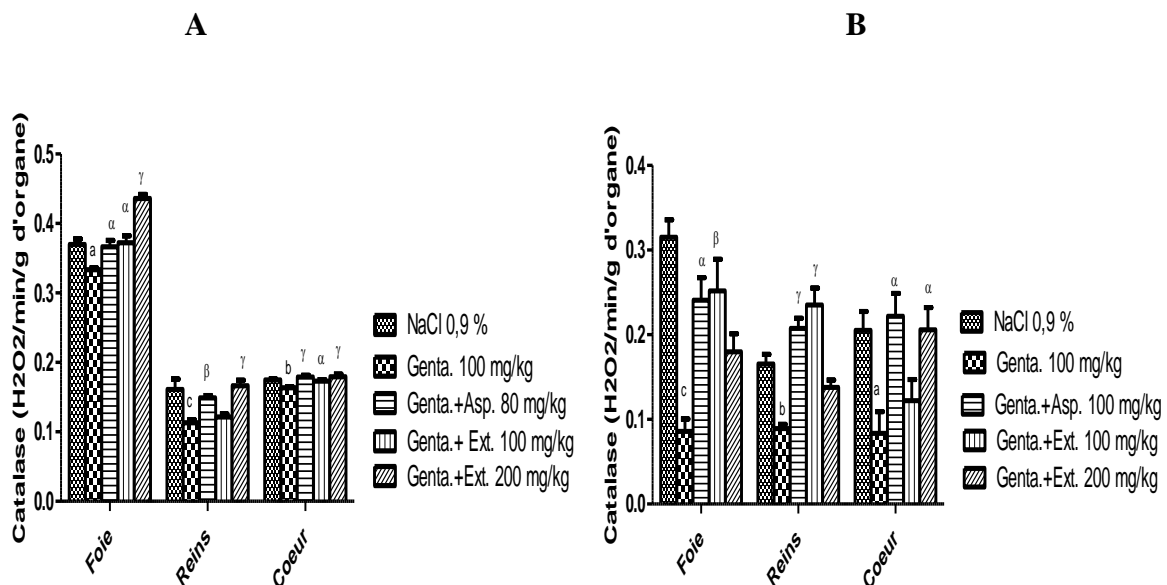 A
B
Catalase (H2O2/min/g d'organe)
0.5
0.4
0.3
0.2
0.1
0.0
a
α
α
γ
c
β
γ
b
γ
α
γ
Foie
Reins
Coeur
NaCl 0,9 %
Genta. 100 mg/kg
Genta.+Asp. 80 mg/kg
Genta.+ Ext. 100 mg/kg
Genta.+Ext. 200 mg/kg
Catalase (H2O2/min/g d'organe)
0.4
0.3
0.2
0.1
0.0
c
α
β
b
γ
γ
a
α
α
Foie
Reins
Coeur
NaCl 0,9 %
Genta. 100 mg/kg
Genta.+Asp. 100 mg/kg
Genta.+Ext. 100 mg/kg
Genta.+Ext. 200 mg/kg